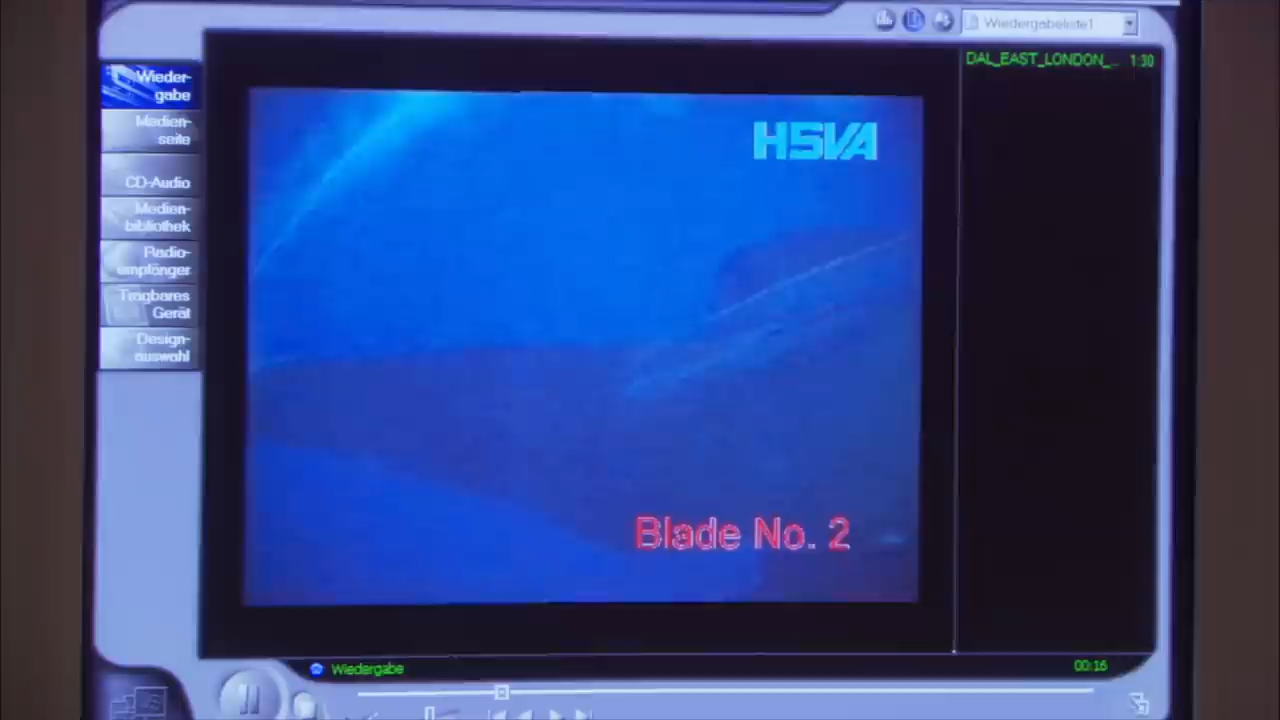 Wiedergabeliste1
DAL_EAST_LONDON_... 1:30
Wieder-
gabe
Medien-
seite
CD-Audio
Medien-
bibliothek
Radio-
empfänger
Tragbares
Gerät
Design-
auswahl
HSVA
Blade No. 2
Wiedergabe
00:16